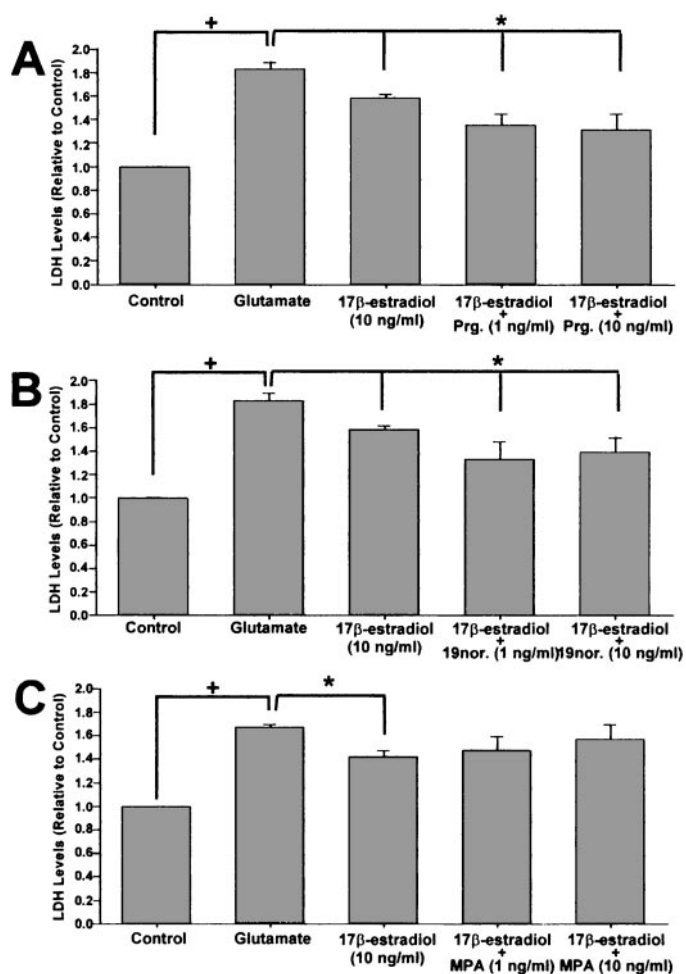 A
+
*
LDH Levels (Relative to Control)
2.0
1.8
1.6
1.4
1.2
1.0
0.8
0.6
0.4
0.2
0.0
Control
Glutamate
17β-estradiol
(10 ng/ml)
17β-estradiol
+
Prg. (1 ng/ml)
17β-estradiol
+
Prg. (10 ng/ml)
B
+
*
LDH Levels (Relative to Control)
2.0
1.8
1.6
1.4
1.2
1.0
0.8
0.6
0.4
0.2
0.0
Control
Glutamate
17β-estradiol
(10 ng/ml)
17β-estradiol
+
19nor. (1 ng/ml)
17β-estradiol
+
19nor. (10 ng/ml)
C
+
*
LDH Levels (Relative to Control)
2.0
1.8
1.6
1.4
1.2
1.0
0.8
0.6
0.4
0.2
0.0
Control
Glutamate
17β-estradiol
(10 ng/ml)
17β-estradiol
+
MPA (1 ng/ml)
17β-estradiol
+
MPA (10 ng/ml)